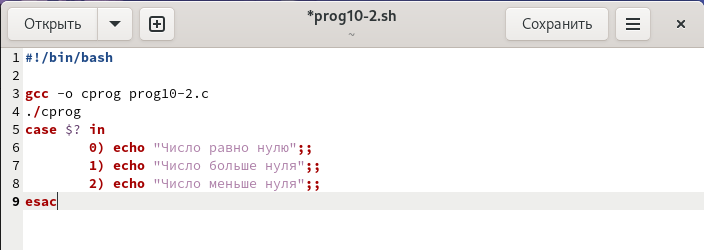 Открыть
*prog10-2.sh
~
Сохранить
1 #!/bin/bash
2
3 gcc -o cprog prog10-2.c
4 ./cprog
5 case $? in
6         0) echo "Число равно нулю";;
7         1) echo "Число больше нуля";;
8         2) echo "Число меньше нуля";;
9 esac